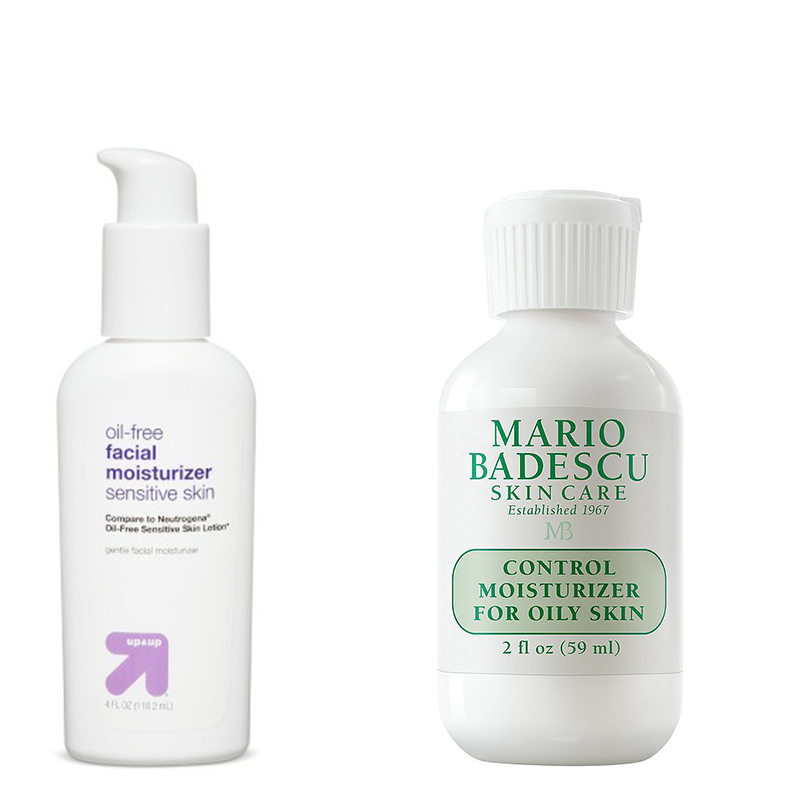 oil-free
facial
moisturizer
sensitive skin
Compare to Neutrogena®
Oil-Free Sensitive Skin Lotion*
gentle facial moisturizer
up&up
4 FL OZ (118.2 mL)
MARIO
BADESCU
SKIN CARE
Established 1967
MB
CONTROL
MOISTURIZER
FOR OILY SKIN
2 fl oz (59 ml)